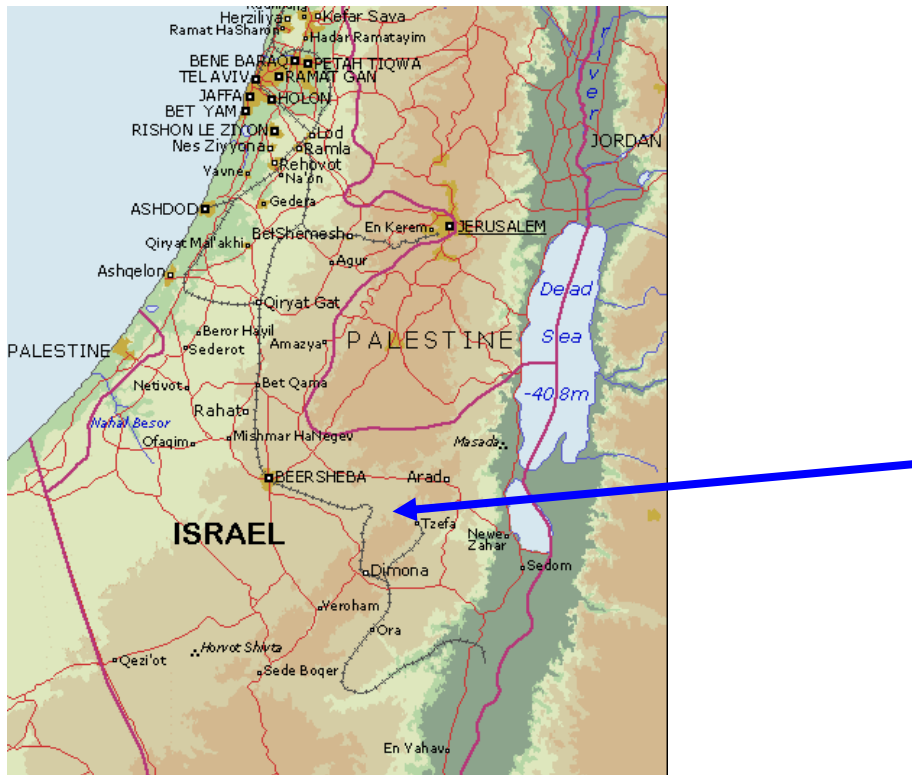 Herziliya
Kefar Sava
Ramat HaSharon
Hadar Ramatayim
BENE BARAQ
PETAH TIQWA
TEL AVIV
RAMAT GAN
JAFFA
HOLON
BET YAM
RISHON LE ZIYON
Lod
Nes Ziyyona
Ramla
Rehovot
Yavne
Na'on
Gedera
ASHDOD
En Kerem
JERUSALEM
Qiryat Mal'akhi
BetShemesh
Agur
Ashqelon
Qiryat Gat
river
JORDAN
Dead
Sea
-408m
Beror Hayil
Sederot
Amazya
PALESTINE
PALESTINE
Netivot
Bet Qama
Rahat
Nahal Besor
Ofaqim
Mishmar HaNegev
Masada
BEERSHEBA
Arad
ISRAEL
Tzefa
Newe
Zahar
Sedom
Dimona
Yeroham
Ora
Horvot Shivta
Qezi'ot
Sede Boqer
En Yahav